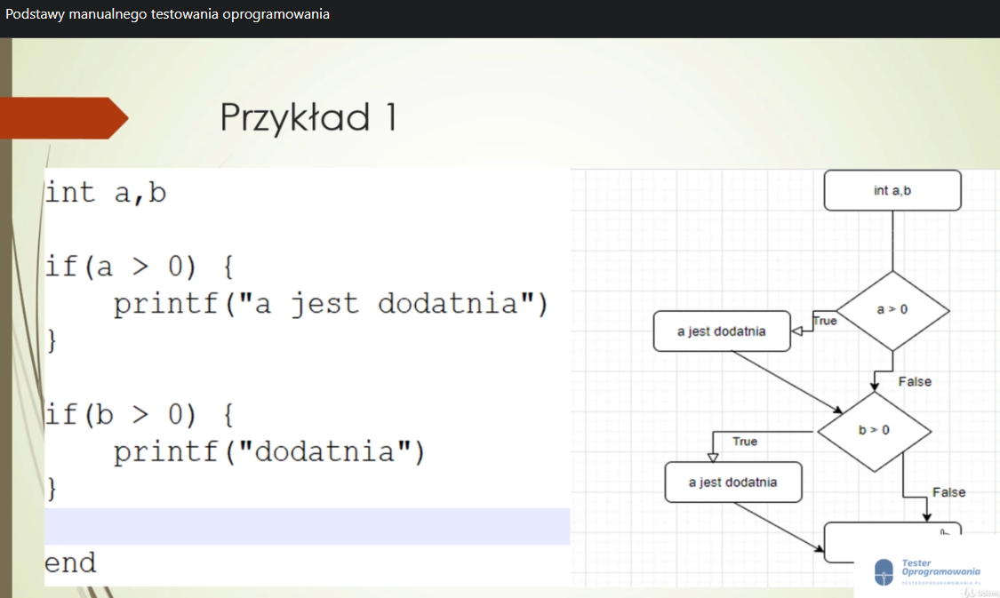 Podstawy manualnego testowania oprogramowania
Przykład 1
int a,b
if(a > 0) {
printf("a jest dodatnia")
}
if(b > 0) {
printf("dodatnia")
}
end
int a,b
a > 0
True
a jest dodatnia
False
b > 0
True
a jest dodatnia
False
Tester
Oprogramowania
TESTEROPROGRAMOWANIA.PL
Udemy